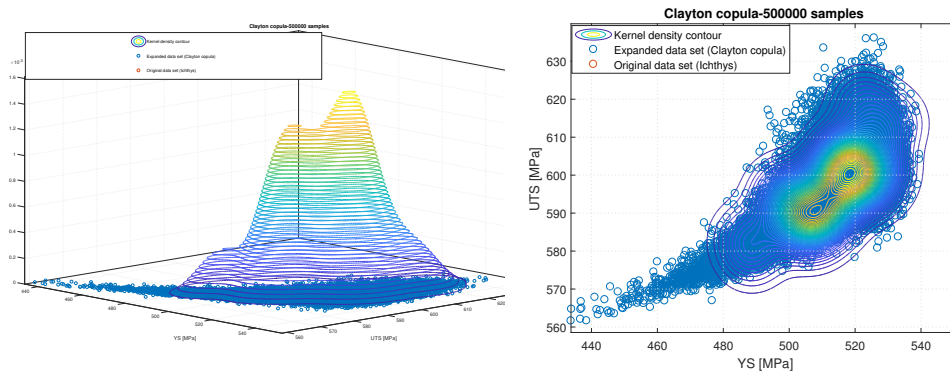 Clayton copula-500000 samples
Kernel density contour
Expanded data set (Clayton copula)
Original data set (Ichthys)
1.6
1.4
1.2
1
0.8
0.6
0.4
0.2
0
440
460
480
500
520
540
YS [MPa]
560
570
580
590
600
610
620
UTS [MPa]
Clayton copula-500000 samples
Kernel density contour
Expanded data set (Clayton copula)
Original data set (Ichthys)
630
620
610
600
590
580
570
560
UTS [MPa]
440 460 480 500 520 540
YS [MPa]